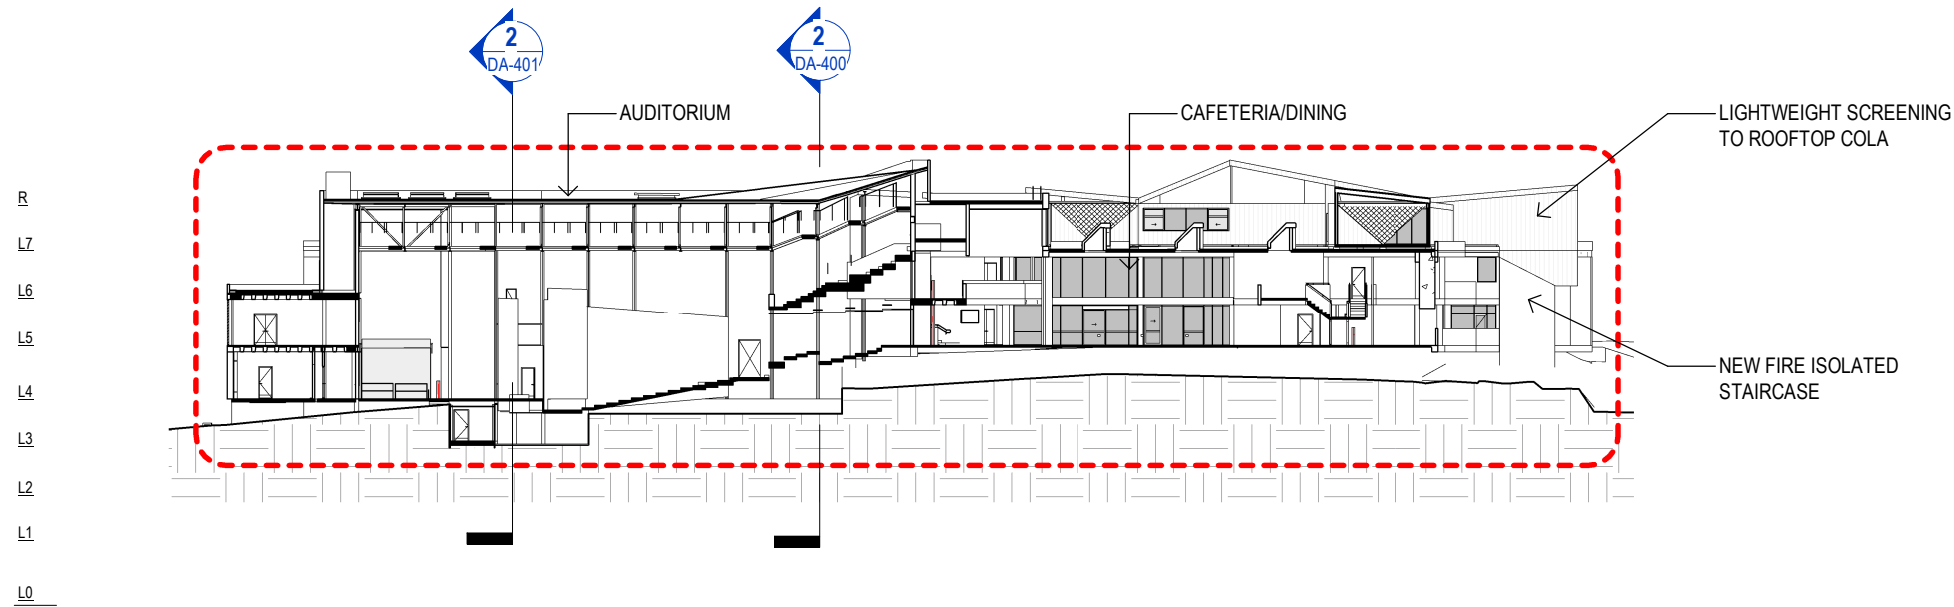 2
DA-401
2
DA-400
AUDITORIUM
CAFETERIA/DINING
LIGHTWEIGHT SCREENING
TO ROOFTOP COLA
R
L7
L6
L5
NEW FIRE ISOLATED
STAIRCASE
L4
L3
L2
L1
L0